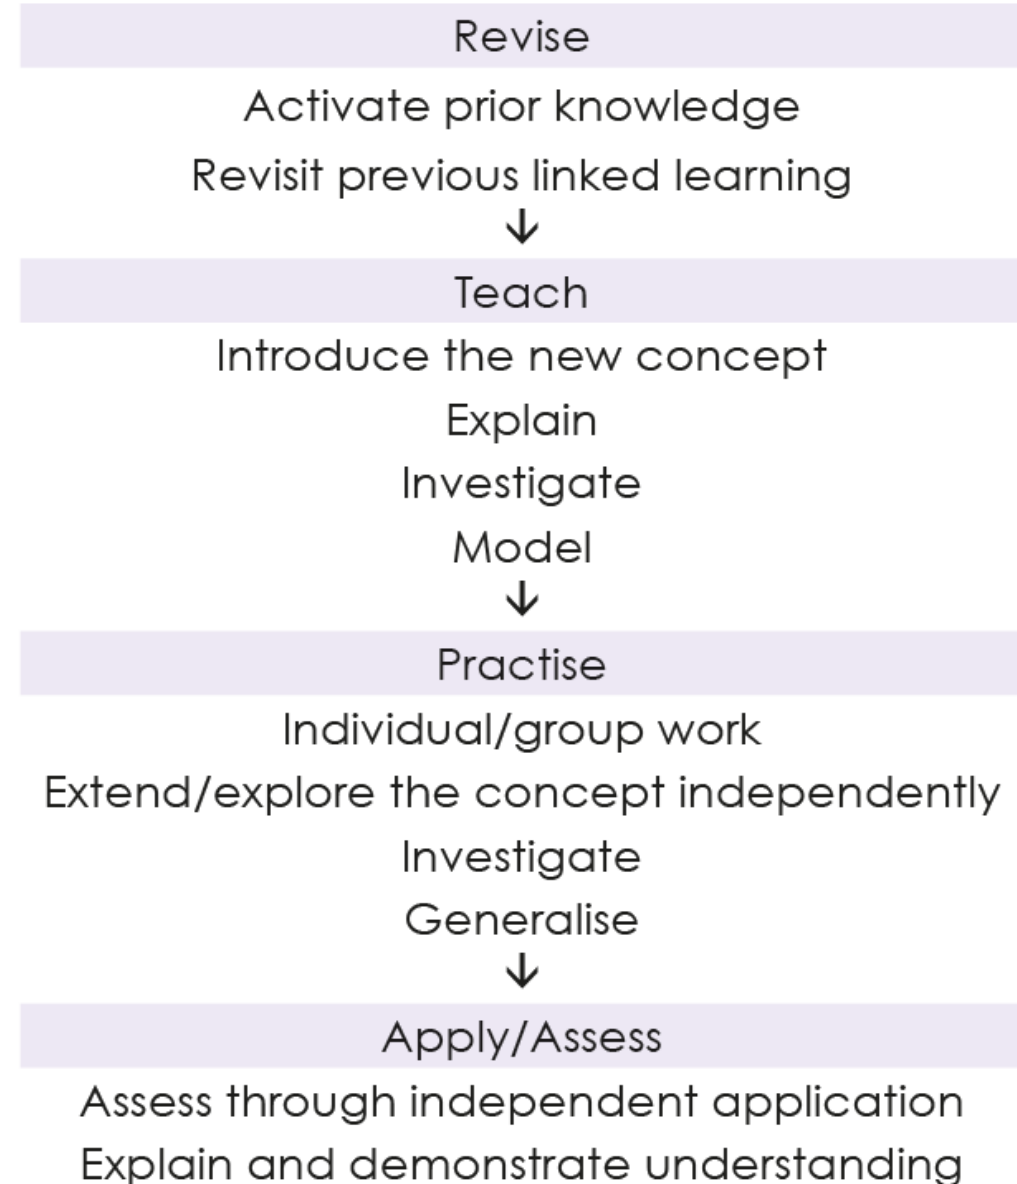 Revise
Activate prior knowledge
Revisit previous linked learning
↓
Teach
Introduce the new concept
Explain
Investigate
Model
↓
Practise
Individual/group work
Extend/explore the concept independently
Investigate
Generalise
↓
Apply/Assess
Assess through independent application
Explain and demonstrate understanding